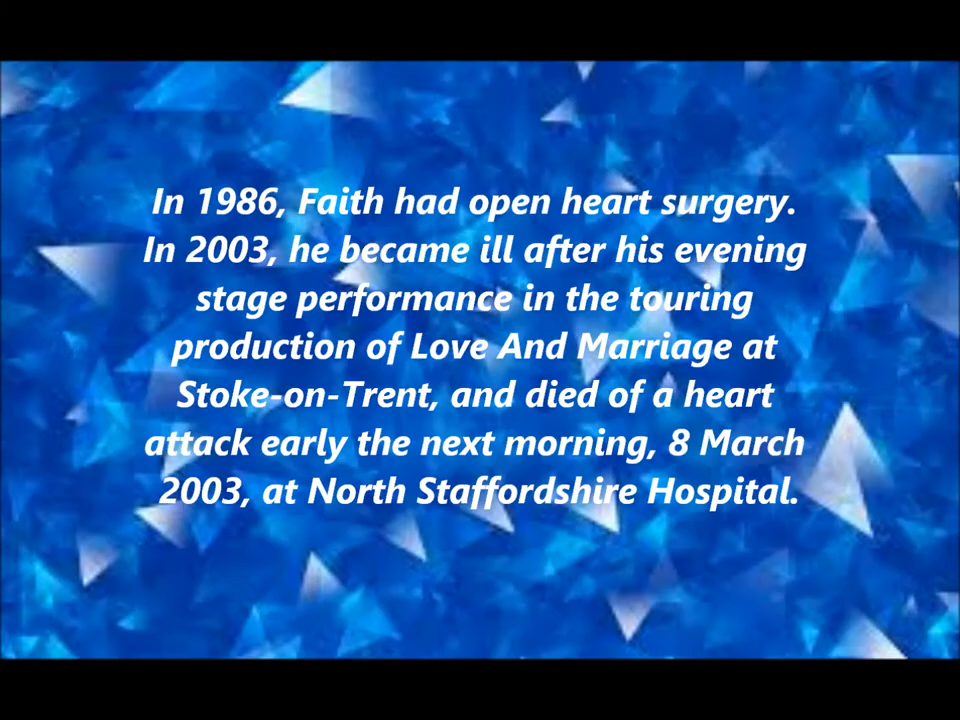 In 1986, Faith had open heart surgery.
In 2003, he became ill after his evening
stage performance in the touring
production of Love And Marriage at
Stoke-on-Trent, and died of a heart
attack early the next morning, 8 March
2003, at North Staffordshire Hospital.